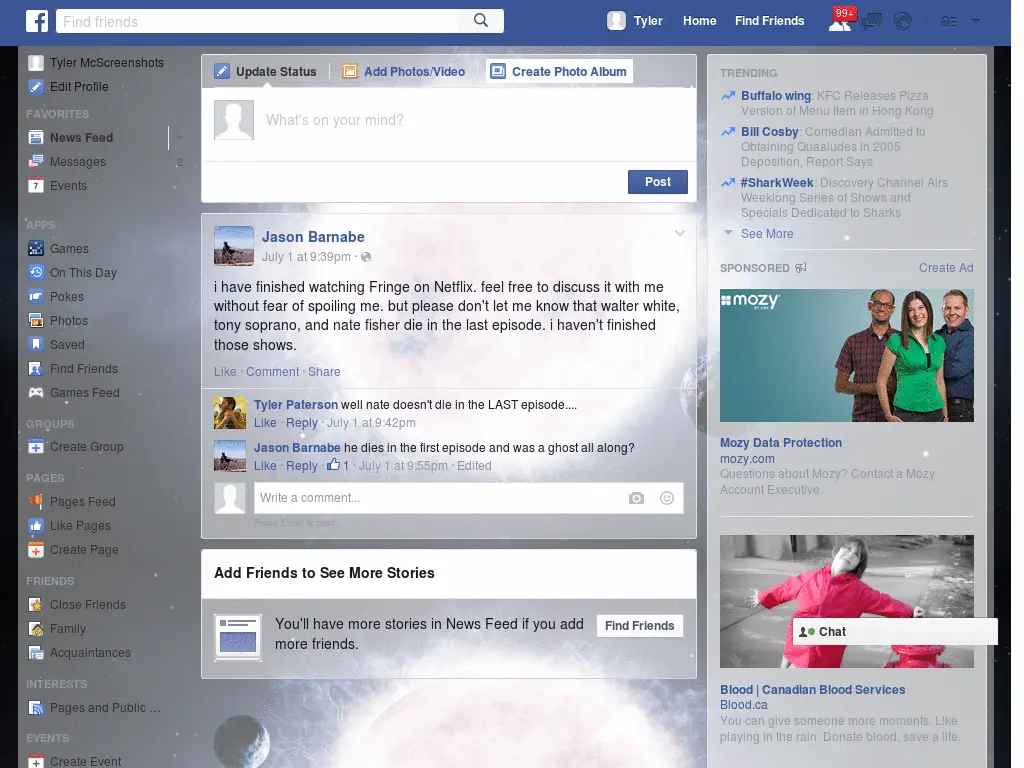 f
Find friends
Tyler
Home
Find Friends
99+
Tyler McScreenshots
Edit Profile
FAVORITES
News Feed
Messages 2
7 Events
APPS
Games
On This Day
Pokes
Photos
Saved
Find Friends
Games Feed
GROUPS
Create Group
PAGES
Pages Feed
Like Pages
Create Page
FRIENDS
Close Friends
Family
Acquaintances
INTERESTS
Pages and Public ...
EVENTS
Create Event
Update Status
Add Photos/Video
Create Photo Album
What's on your mind?
Post
Jason Barnabe
July 1 at 9:39pm ·
i have finished watching Fringe on Netflix. feel free to discuss it with me
without fear of spoiling me. but please don't let me know that walter white,
tony soprano, and nate fisher die in the last episode. i haven't finished
those shows.
Like · Comment · Share
Tyler Paterson well nate doesn't die in the LAST episode....
Like · Reply · July 1 at 9:42pm
Jason Barnabe he dies in the first episode and was a ghost all along?
Like · Reply · 1 · July 1 at 9:55pm · Edited
Write a comment...
Press Enter to post.
Add Friends to See More Stories
You'll have more stories in News Feed if you add
more friends.
Find Friends
TRENDING
Buffalo wing: KFC Releases Pizza
Version of Menu Item in Hong Kong
Bill Cosby: Comedian Admitted to
Obtaining Quaaludes in 2005
Deposition, Report Says
#SharkWeek: Discovery Channel Airs
Weeklong Series of Shows and
Specials Dedicated to Sharks
See More
SPONSORED
Create Ad
mozy
Mozy Data Protection
mozy.com
Questions about Mozy? Contact a Mozy
Account Executive.
Chat
Blood | Canadian Blood Services
Blood.ca
You can give someone more moments. Like
playing in the rain. Donate blood, save a life.